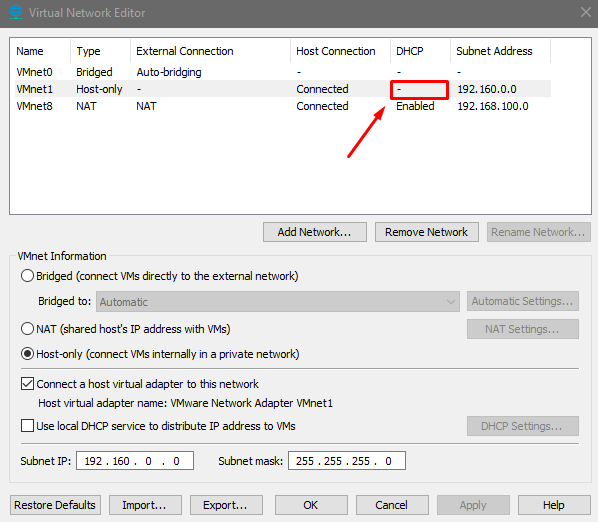 Virtual Network Editor
Name Type External Connection Host Connection DHCP Subnet Address
VMnet0 Bridged Auto-bridging - - -
VMnet1 Host-only - Connected - 192.160.0.0
VMnet8 NAT NAT Connected Enabled 192.168.100.0
Add Network... Remove Network Rename Network...
VMnet Information
Bridged (connect VMs directly to the external network)
Bridged to: Automatic Automatic Settings...
NAT (shared host's IP address with VMs) NAT Settings...
Host-only (connect VMs internally in a private network)
Connect a host virtual adapter to this network
Host virtual adapter name: VMware Network Adapter VMnet1
Use local DHCP service to distribute IP address to VMs DHCP Settings...
Subnet IP: 192 . 160 . 0 . 0 Subnet mask: 255 . 255 . 255 . 0
Restore Defaults Import... Export... OK Cancel Apply Help